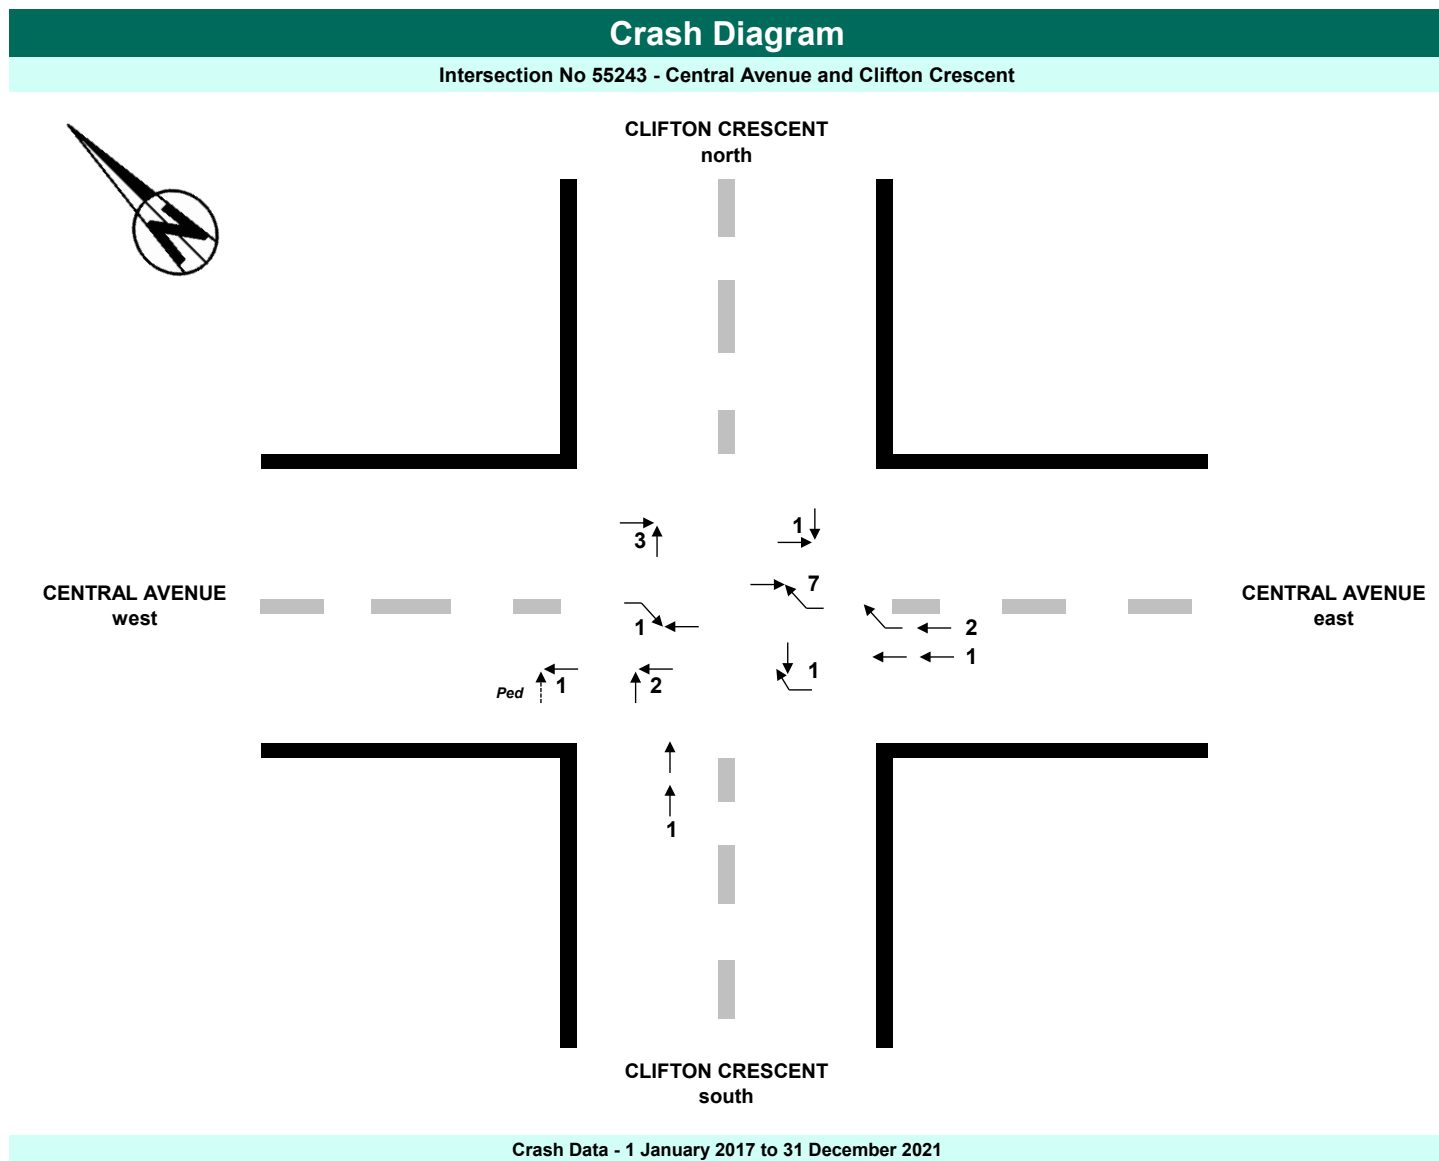 Crash Diagram
Intersection No 55243 - Central Avenue and Clifton Crescent
CLIFTON CRESCENT
north
N
3
1
7
CENTRAL AVENUE
west
CENTRAL AVENUE
east
1
2
1
Ped
1
2
1
1
CLIFTON CRESCENT
south
Crash Data - 1 January 2017 to 31 December 2021